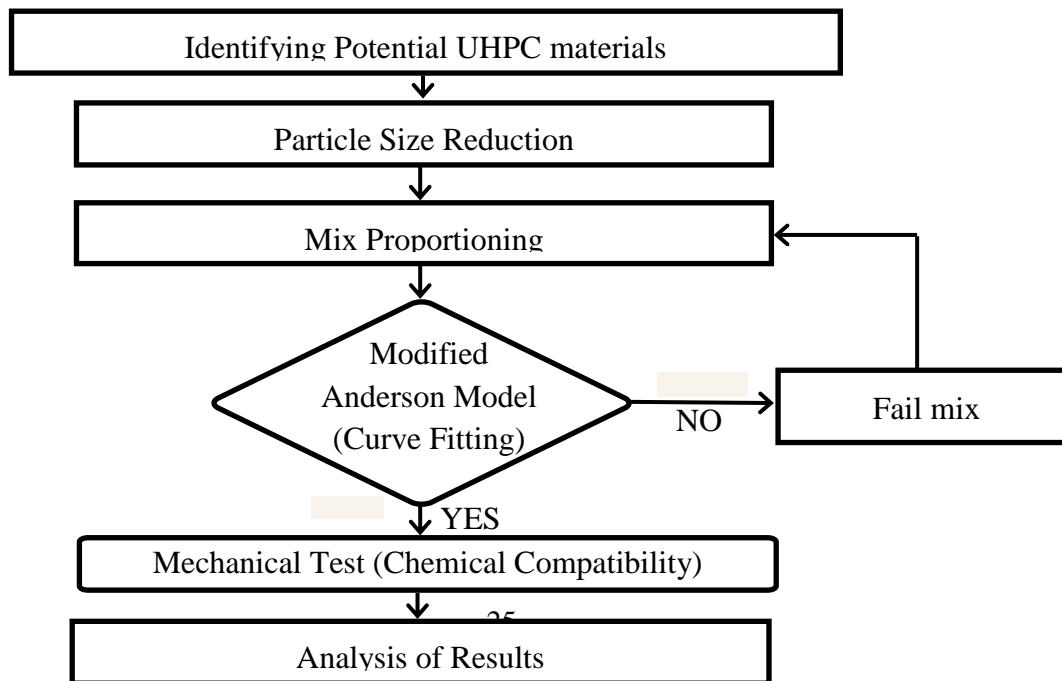 Identifying Potential UHPC materials
Particle Size Reduction
Mix Proportioning
Modified
Anderson Model
(Curve Fitting)
NO
Fail mix
YES
Mechanical Test (Chemical Compatibility)
25
Analysis of Results